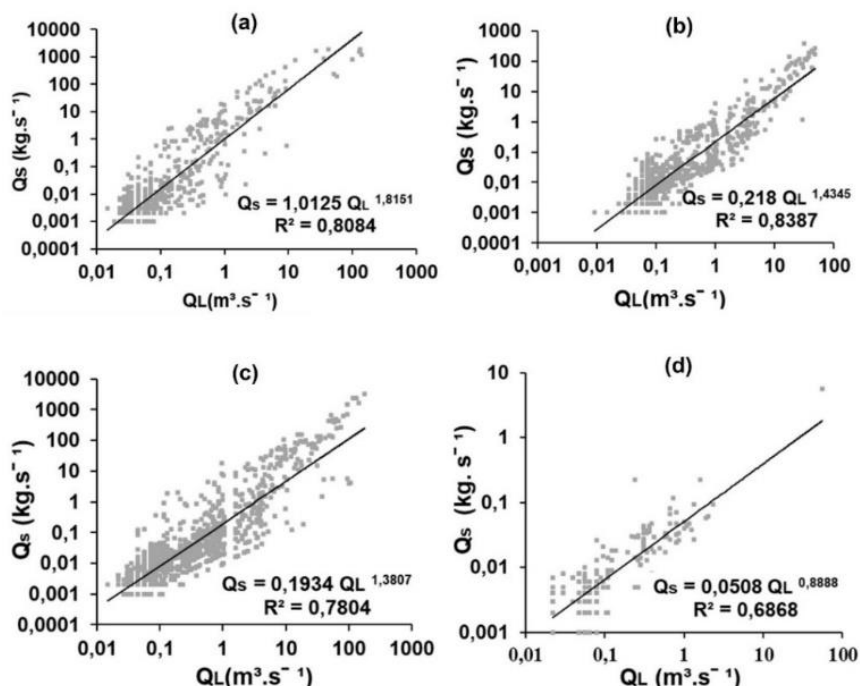 (a)
10000
1000
100
10
1
0,1
0,01
0,001
0,0001
Qs (kg.s⁻¹)
Qs = 1,0125 QL 1,8151
R² = 0,8084
0,01 0,1 1 10 100 1000
QL(m³.s⁻¹)
(b)
1000
100
10
1
0,1
0,01
0,001
0,0001
Qs (kg.s⁻¹)
Qs = 0,218 QL 1,4345
R² = 0,8387
0,001 0,01 0,1 1 10 100
QL(m³.s⁻¹)
(c)
10000
1000
100
10
1
0,1
0,01
0,001
0,0001
Qs (kg.s⁻¹)
Qs = 0,1934 QL 1,3807
R² = 0,7804
0,01 0,1 1 10 100 1000
QL(m³.s⁻¹)
(d)
10
1
0,1
0,01
0,001
Qs (kg. s⁻¹)
Qs = 0,0508 QL 0,8888
R² = 0,6868
0,01 0,1 1 10 100
QL (m³.s⁻¹)